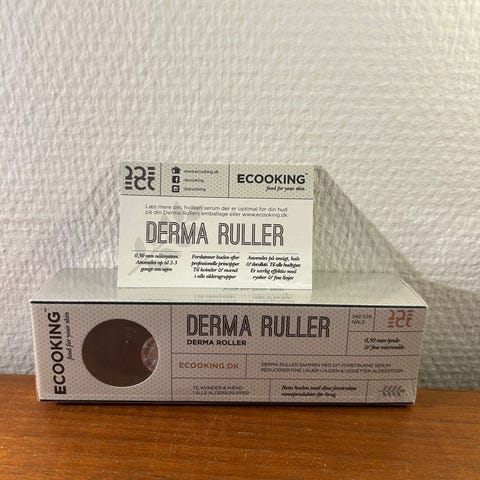 www.ecooking.dk
/ecooking
@ecooking
ECOOKING
food for your skin
Læs mere om, hvilken serum der er optimal for din hud
på din Derma Rullers emballage eller www.ecooking.dk
DERMA RULLER
0,30 mm nålesystem.
Anvendes op til 2-3
gange om ugen
Forskønner huden efter
professionelle principper
Til kvinder & mænd
i alle aldersgrupper
Anvendes på ansigt, hals
& decolleté. Til alle hudtyper.
Er særlig effektiv mod
rynker & fine linjer
ECOOKING
food for your skin
DERMA RULLER
DERMA ROLLER
540 STK.
NÅLE
0,30 mm tynde
& fine micronåle
ECOOKING.DK
DERMA RULLER SAMMEN MED DIT FORETRUKNE SERUM
REDUCERER FINE LINJER I HUDEN & UDSÆTTER ALDERSTEGN
TIL KVINDER & MÆND
I ALLE ALDERSGRUPPER
Rens huden med dine foretrukne
renseprodukter før brug